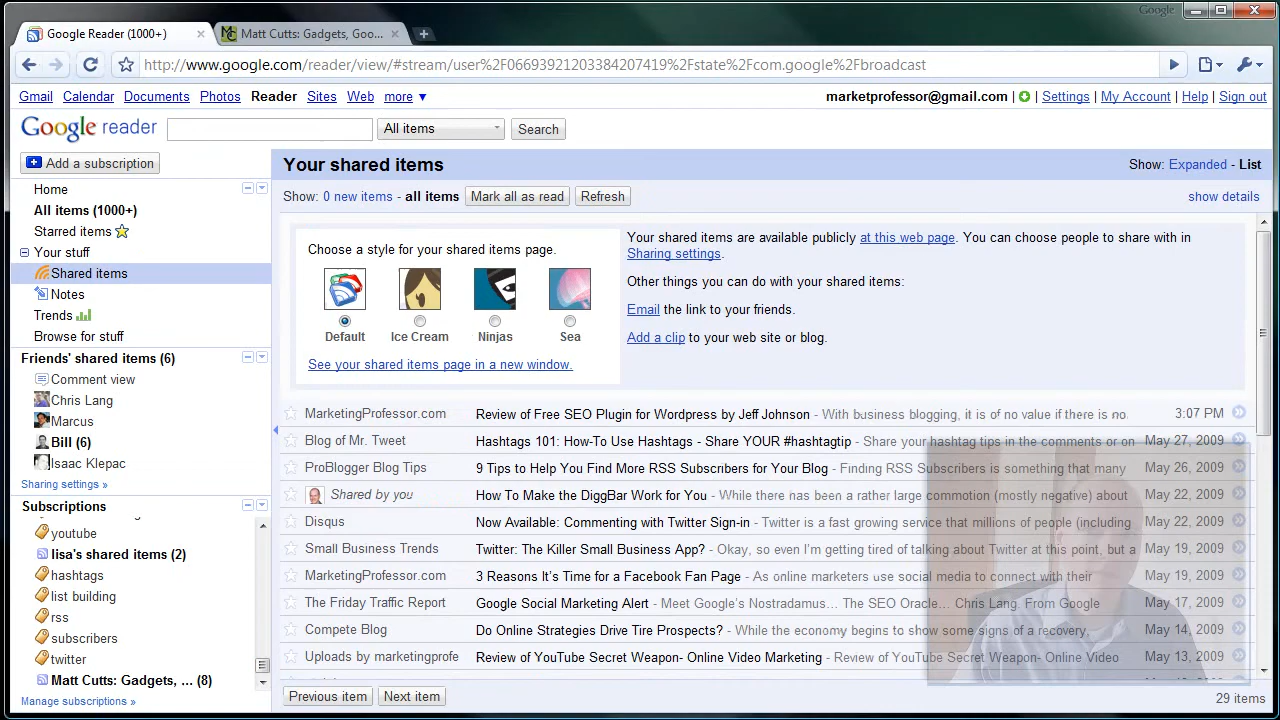 Google
Google Reader (1000+)
Matt Cutts: Gadgets, Goo...
http://www.google.com/reader/view/#stream/user%2F06693921203384207419%2Fstate%2Fcom.google%2Fbroadcast
Gmail Calendar Documents Photos Reader Sites Web more ▼
marketprofessor@gmail.com | Settings | My Account | Help | Sign out
Google reader
All items
Search
Add a subscription
Home
All items (1000+)
Starred items
Your stuff
Shared items
Notes
Trends
Browse for stuff
Friends' shared items (6)
Comment view
Chris Lang
Marcus
Bill (6)
Isaac Klepac
Sharing settings »
Subscriptions
youtube
lisa's shared items (2)
hashtags
list building
rss
subscribers
twitter
Matt Cutts: Gadgets, ... (8)
Manage subscriptions »
Your shared items
Show: Expanded - List
Show: 0 new items - all items Mark all as read Refresh
show details
Choose a style for your shared items page.
Default Ice Cream Ninjas Sea
See your shared items page in a new window.
Your shared items are available publicly at this web page. You can choose people to share with in
Sharing settings.
Other things you can do with your shared items:
Email the link to your friends.
Add a clip to your web site or blog.
MarketingProfessor.com Review of Free SEO Plugin for Wordpress by Jeff Johnson - With business blogging, it is of no value if there is no 3:07 PM
Blog of Mr. Tweet Hashtags 101: How-To Use Hashtags - Share YOUR #hashtagtip - Share your hashtag tips in the comments or on May 27, 2009
ProBlogger Blog Tips 9 Tips to Help You Find More RSS Subscribers for Your Blog - Finding RSS Subscribers is something that many May 26, 2009
Shared by you How To Make the DiggBar Work for You - While there has been a rather large commotion (mostly negative) about May 22, 2009
Disqus Now Available: Commenting with Twitter Sign-in - Twitter is a fast growing service that millions of people (including May 22, 2009
Small Business Trends Twitter: The Killer Small Business App? - Okay, so even I'm getting tired of talking about Twitter at this point, but a May 19, 2009
MarketingProfessor.com 3 Reasons It's Time for a Facebook Fan Page - As online marketers use social media to connect with their May 19, 2009
The Friday Traffic Report Google Social Marketing Alert - Meet Google's Nostradamus... The SEO Oracle... Chris Lang. From Google May 17, 2009
Compete Blog Do Online Strategies Drive Tire Prospects? - While the economy begins to show some signs of a recovery, May 14, 2009
Uploads by marketingprofe Review of YouTube Secret Weapon- Online Video Marketing - Review of YouTube Secret Weapon- Online Video May 13, 2009
Previous item Next item
29 items